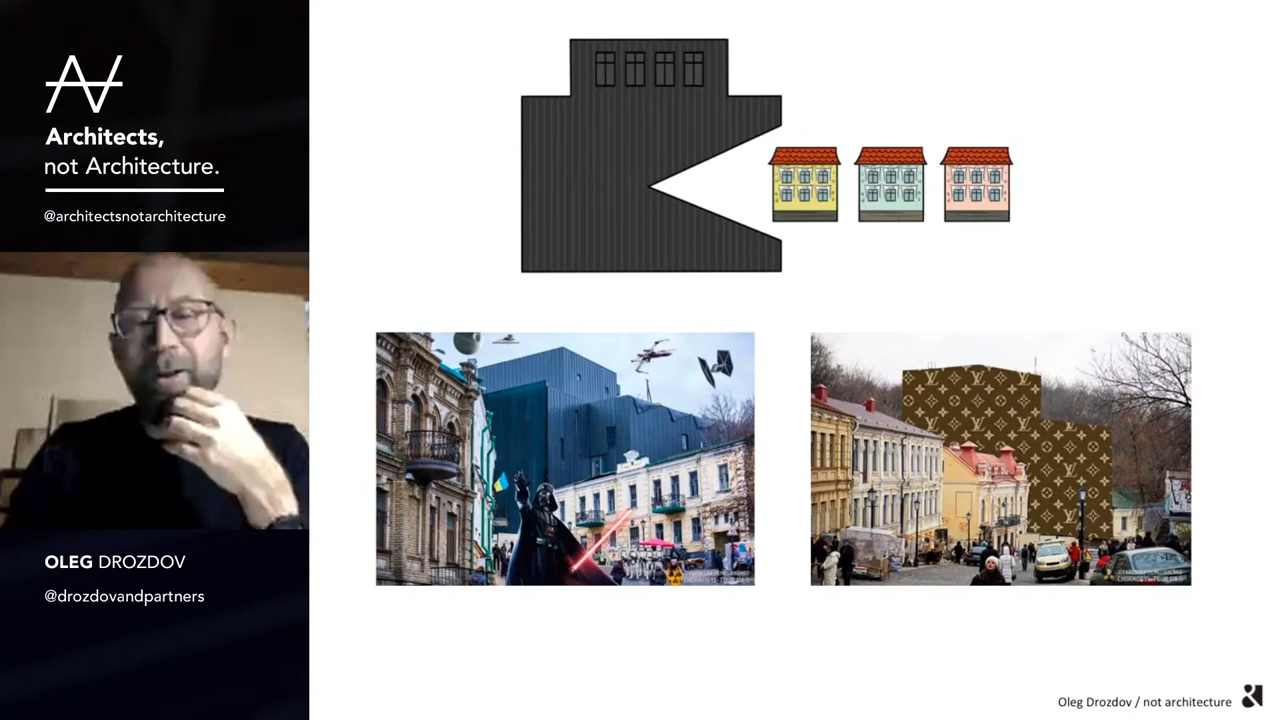 Architects,
not Architecture.
@architectsnotarchitecture
OLEG DROZDOV
@drozdovandpartners
Oleg Drozdov / not architecture